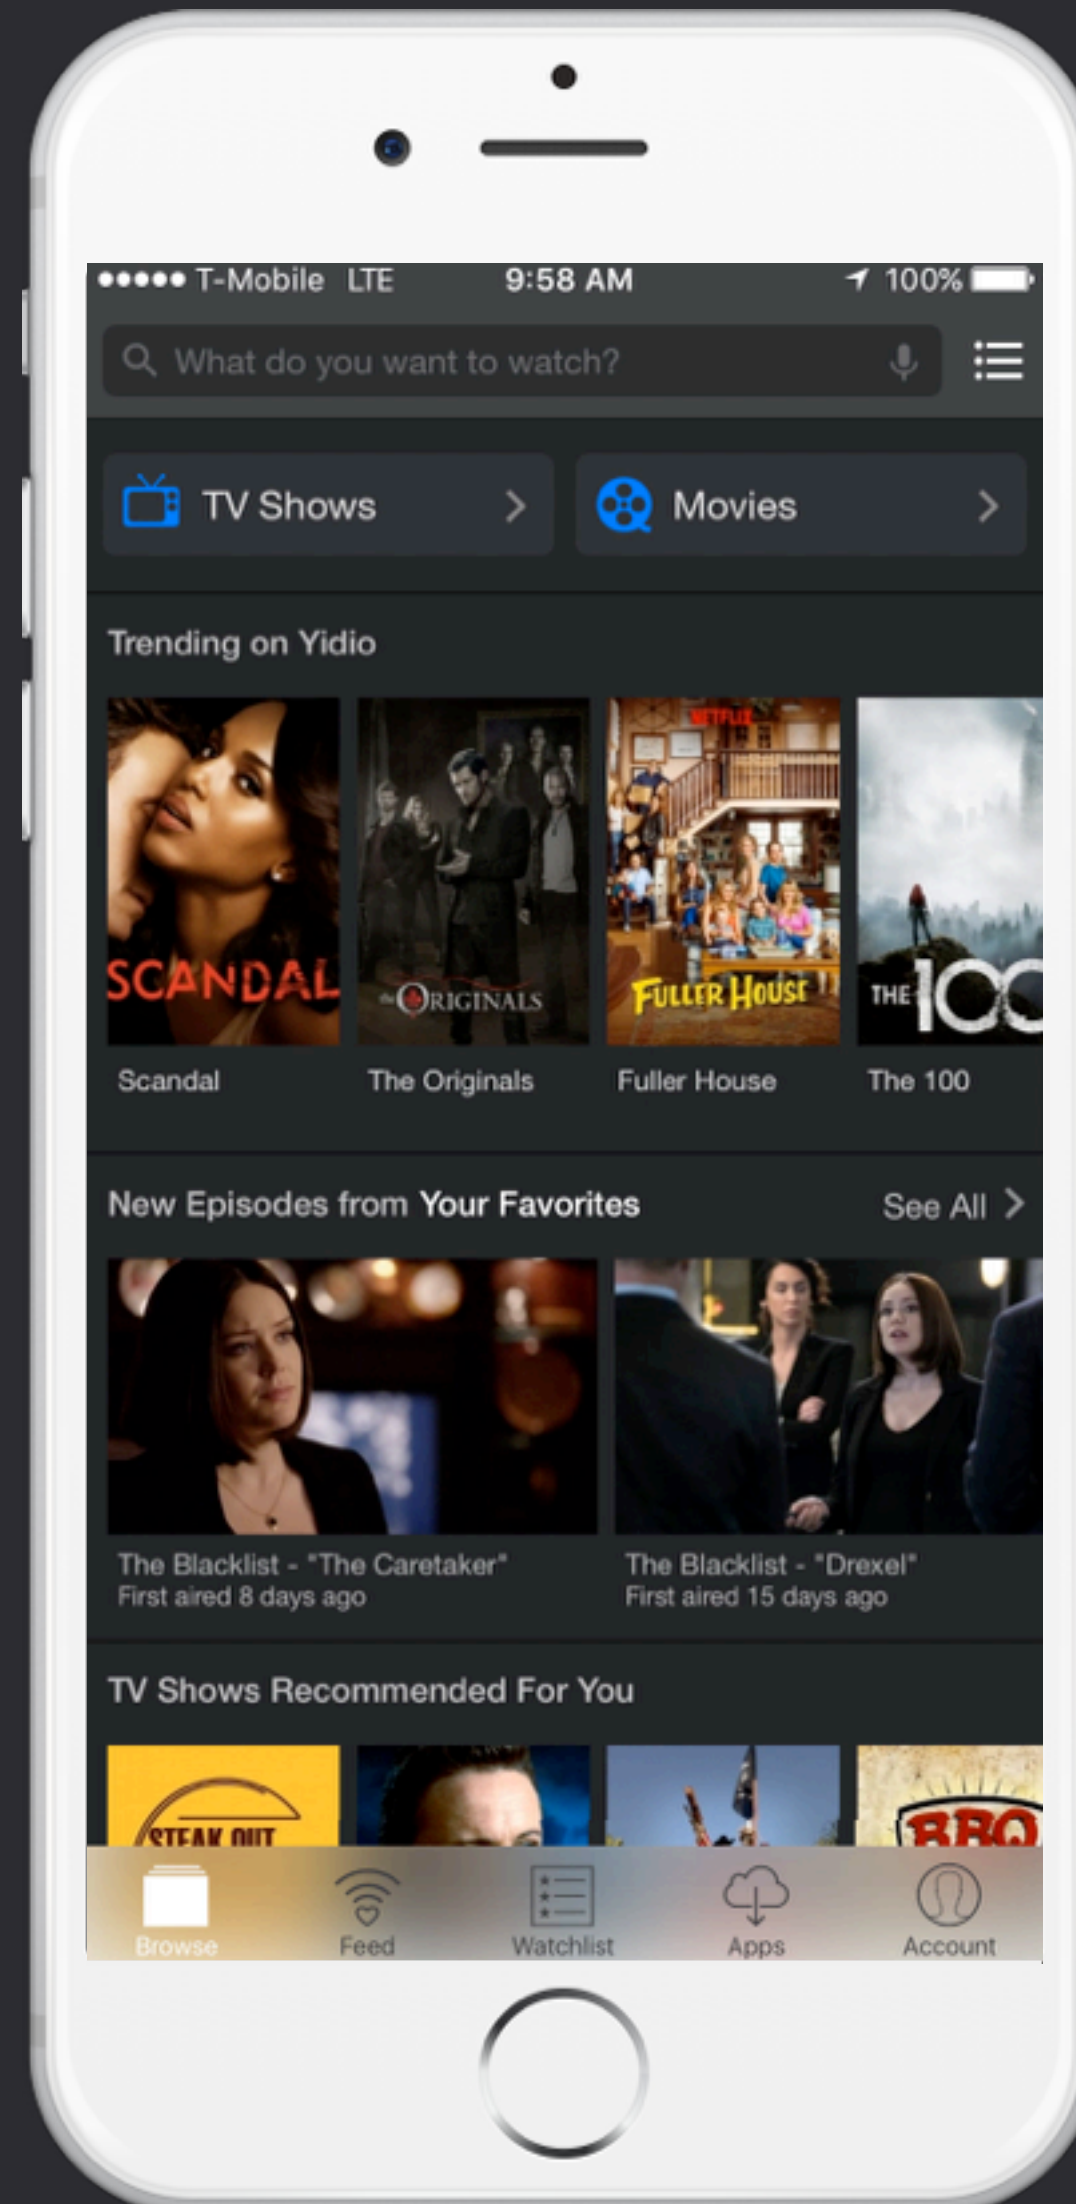 T-Mobile LTE 9:58 AM 100%
What do you want to watch?
TV Shows Movies
Trending on Yidio
NETFLIX
SCANDAL
the ORIGINALS
FULLER HOUSE
THE 100
Scandal The Originals Fuller House The 100
New Episodes from Your Favorites See All
The Blacklist - "The Caretaker" The Blacklist - "Drexel"
First aired 8 days ago First aired 15 days ago
TV Shows Recommended For You
STEAK OUT
BBQ
Browse Feed Watchlist Apps Account